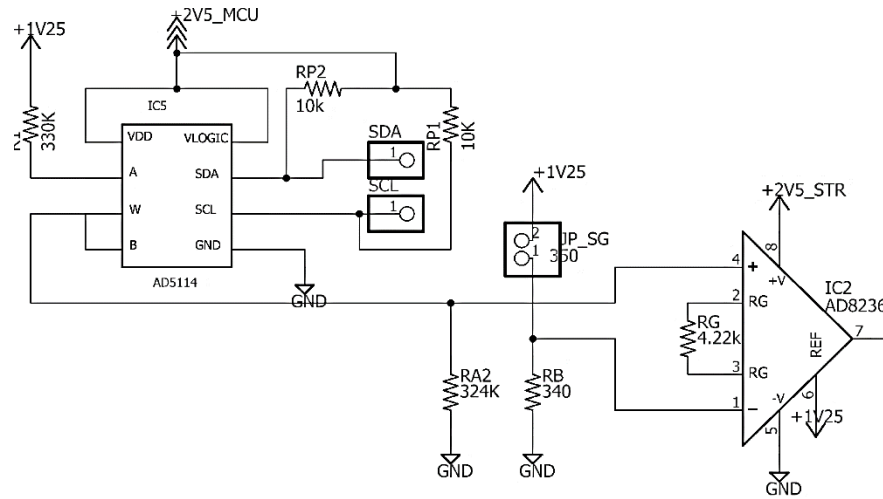 +1V25
+2V5_MCU
330K
IC5
VDD
VLOGIC
A
SDA
W
SCL
B
GND
AD5114
GND
RP2
10k
RP1
10K
SDA
1
SCL
1
+1V25
2
1
JP_SG
350
+2V5_STR
RA2
324K
GND
RB
340
GND
4
+
8
+V
IC2
AD8236
2
RG
RG
4.22k
3
RG
REF
7
1
-
-V
5
6
+1V25
GND